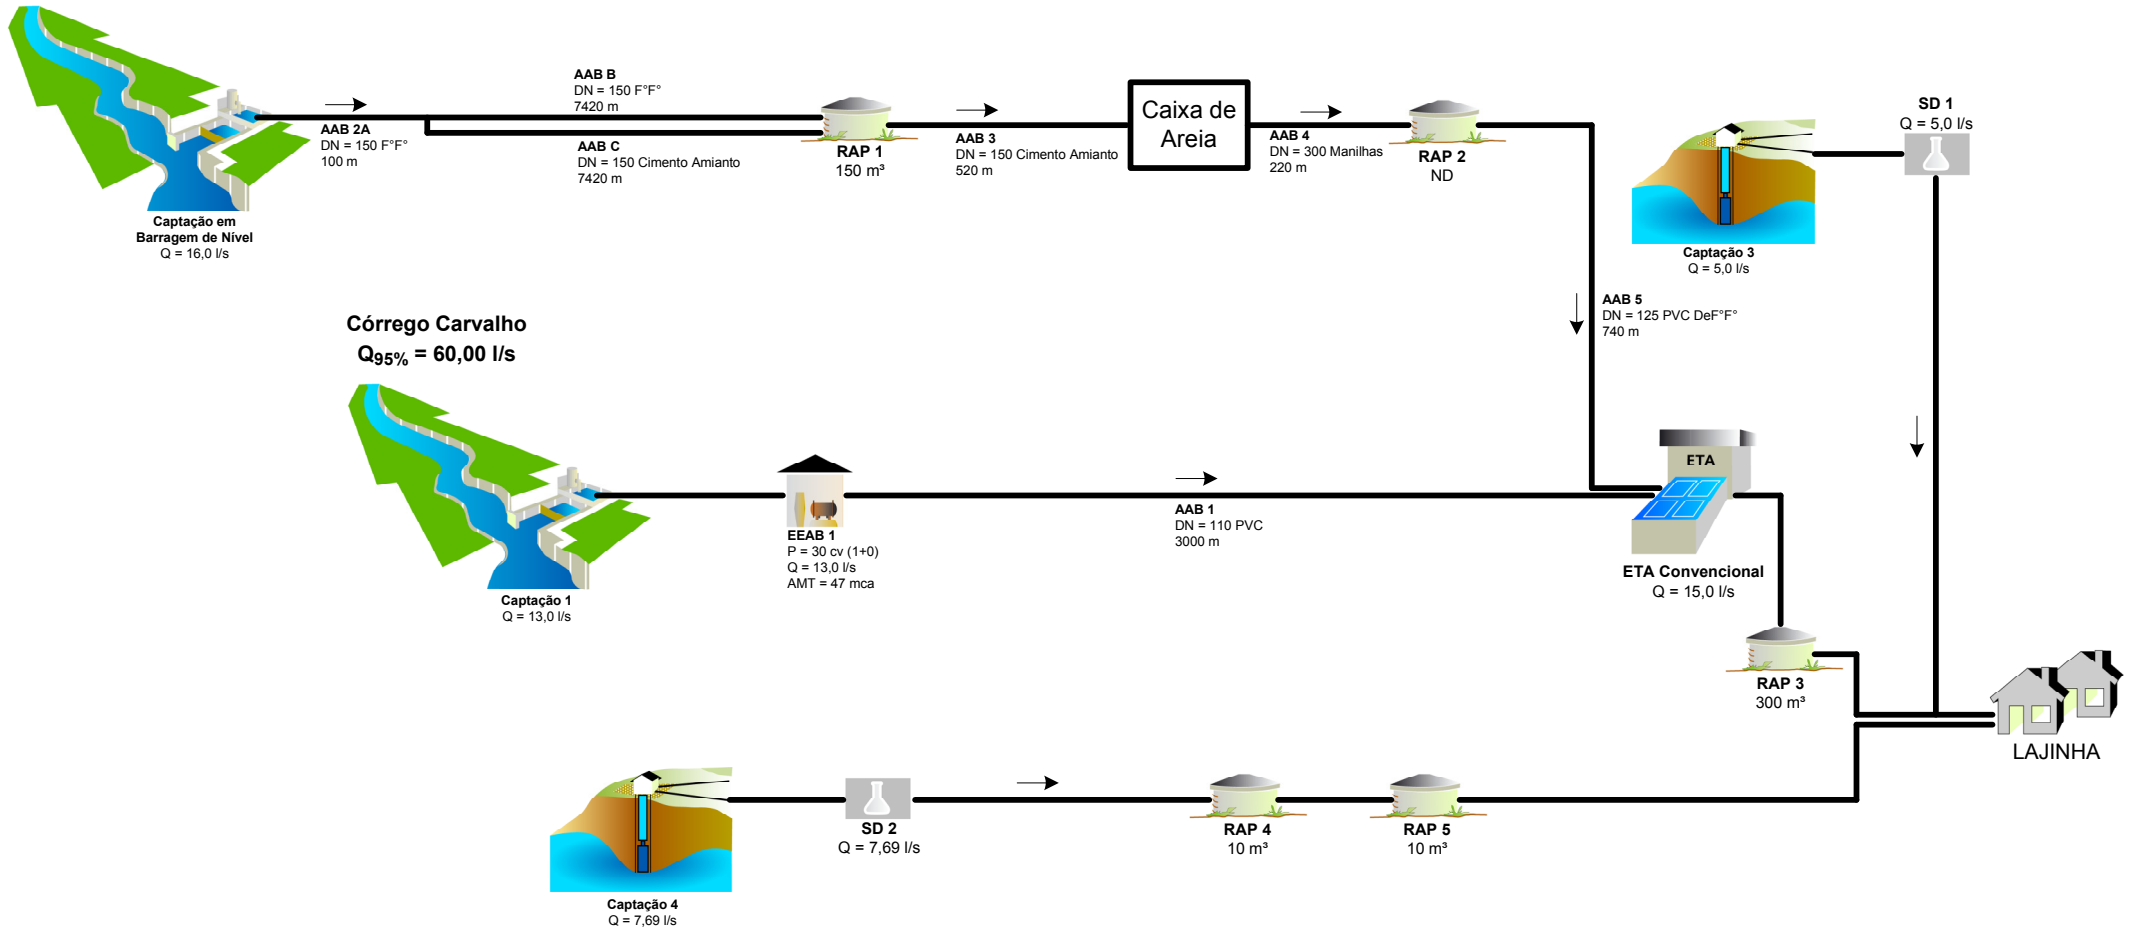 AAB B
DN = 150 F°F°
7420 m
AAB 2A
DN = 150 F°F°
100 m
AAB C
DN = 150 Cimento Amianto
7420 m
RAP 1
150 m³
AAB 3
DN = 150 Cimento Amianto
520 m
Caixa de
Areia
AAB 4
DN = 300 Manilhas
220 m
RAP 2
ND
SD 1
Q = 5,0 l/s
Captação em
Barragem de Nível
Q = 16,0 l/s
Captação 3
Q = 5,0 l/s
AAB 5
DN = 125 PVC DeF°F°
740 m
Córrego Carvalho
Q95% = 60,00 l/s
ETA
EEAB 1
P = 30 cv (1+0)
Q = 13,0 l/s
AMT = 47 mca
AAB 1
DN = 110 PVC
3000 m
ETA Convencional
Q = 15,0 l/s
Captação 1
Q = 13,0 l/s
RAP 3
300 m³
LAJINHA
SD 2
Q = 7,69 l/s
RAP 4
10 m³
RAP 5
10 m³
Captação 4
Q = 7,69 l/s